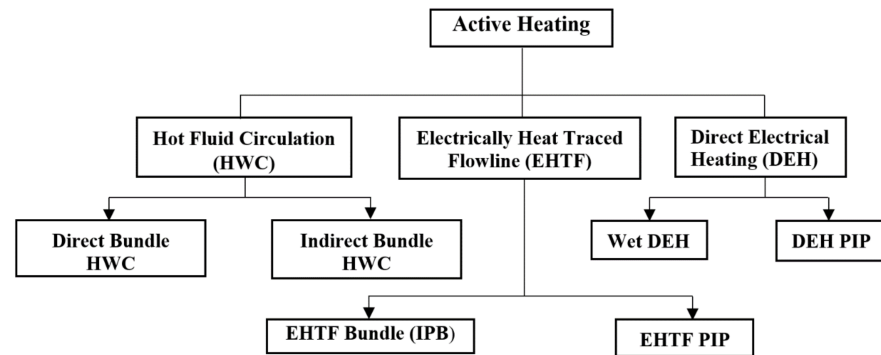 Active Heating
Hot Fluid Circulation
(HWC)
Electrically Heat Traced
Flowline (EHTF)
Direct Electrical
Heating (DEH)
Direct Bundle
HWC
Indirect Bundle
HWC
Wet DEH
DEH PIP
EHTF Bundle (IPB)
EHTF PIP